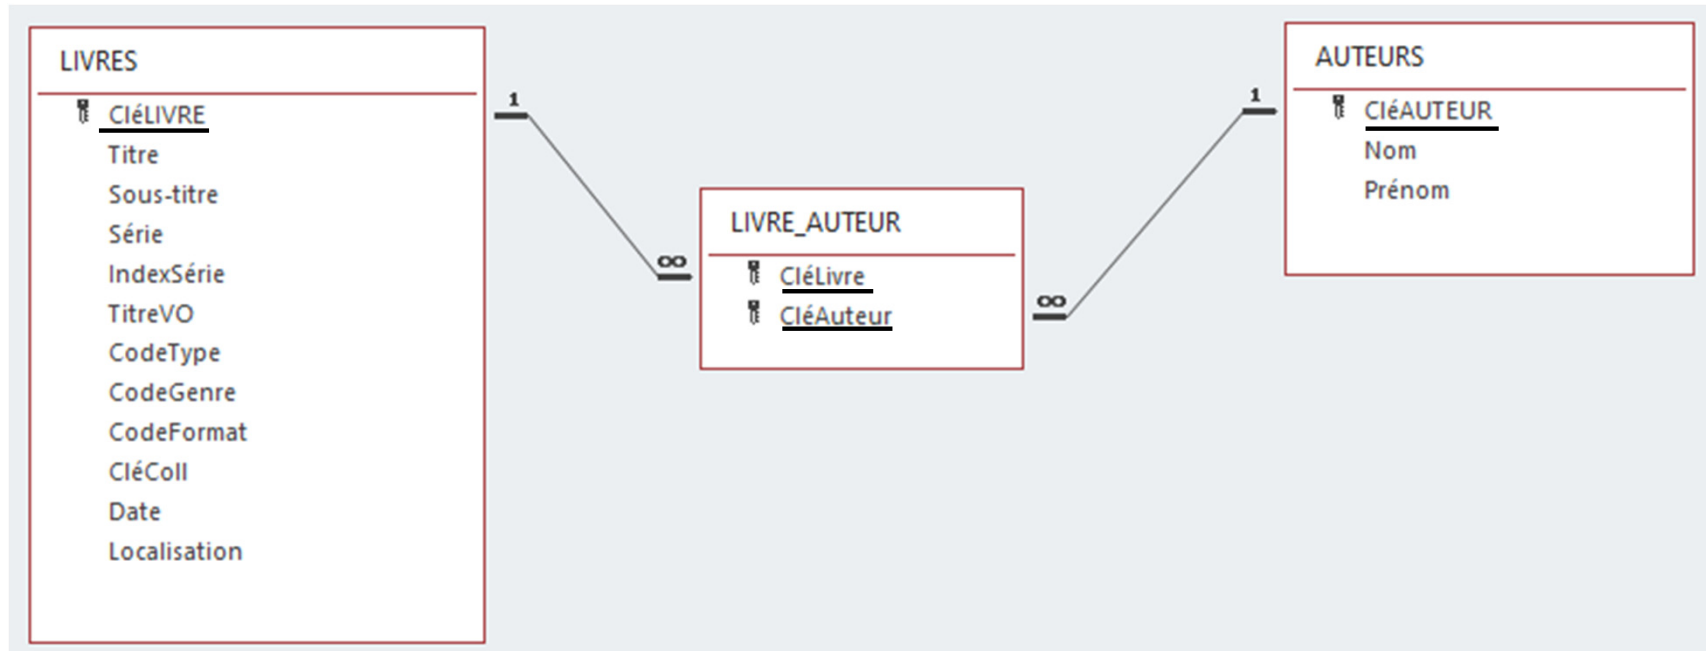 LIVRES
CléLIVRE
Titre
Sous-titre
Série
IndexSérie
TitreVO
CodeType
CodeGenre
CodeFormat
CléColl
Date
Localisation
1
∞
LIVRE_AUTEUR
CléLivre
CléAuteur
∞
1
AUTEURS
CléAUTEUR
Nom
Prénom